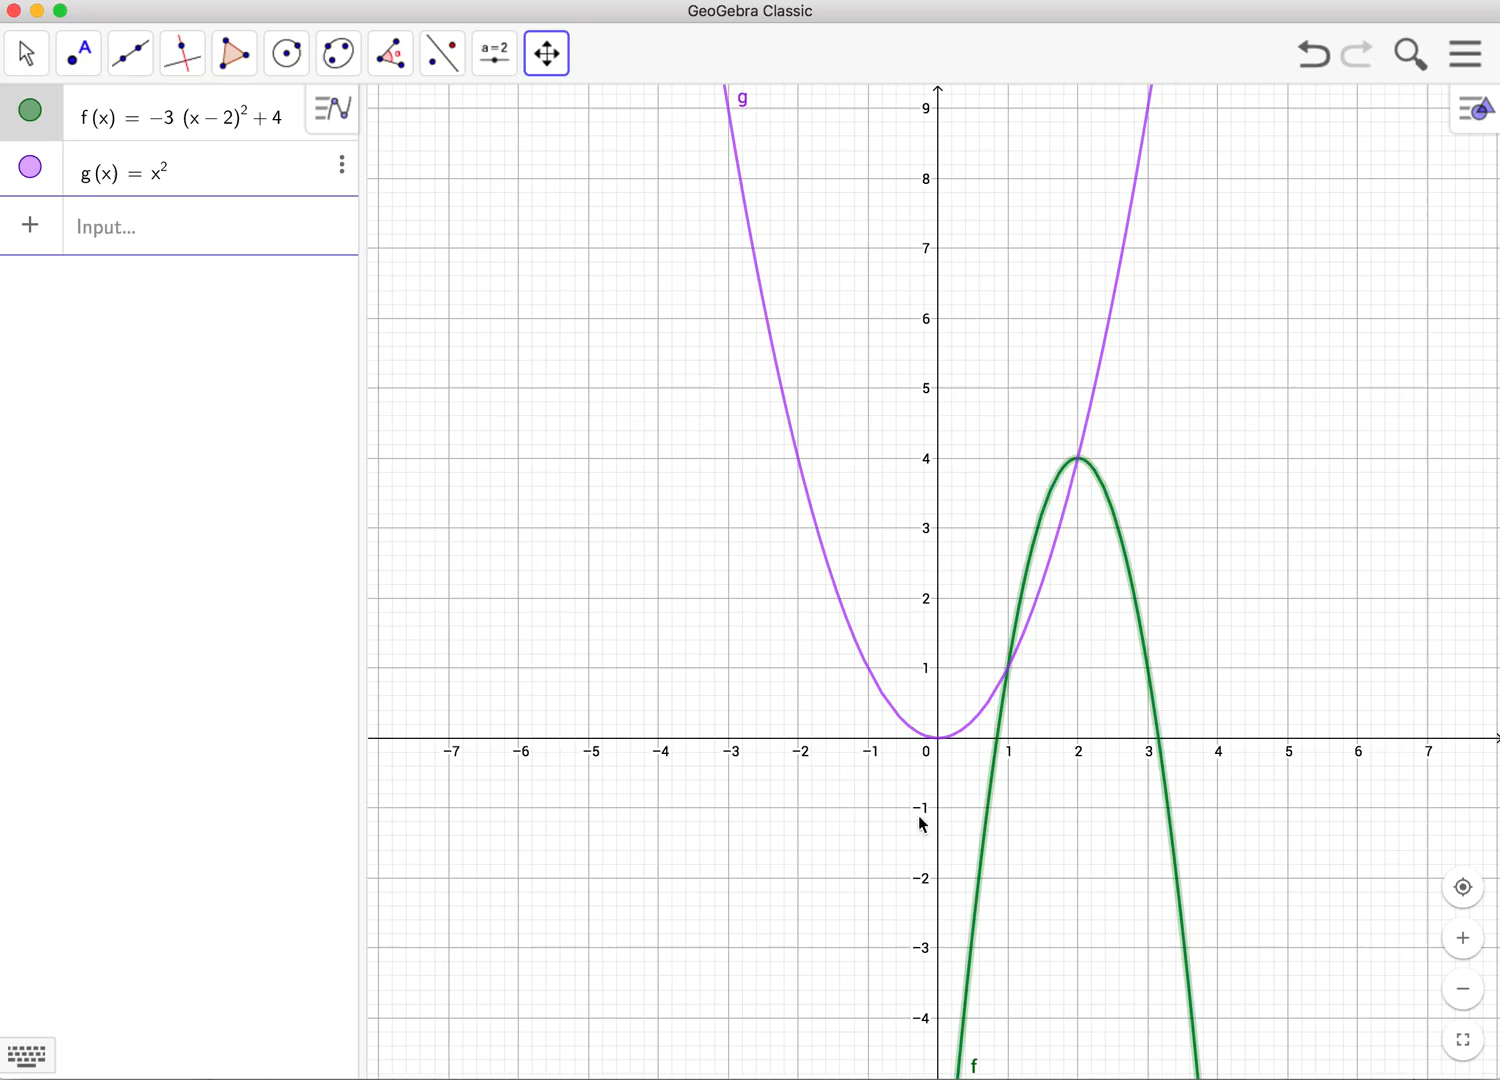 GeoGebra Classic
A
α
a=2
f(x) = −3 (x−2)² + 4
g(x) = x²
Input...
g
9
8
7
6
5
4
3
2
1
−7 −6 −5 −4 −3 −2 −1 0 1 2 3 4 5 6 7
−1
−2
−3
−4
f